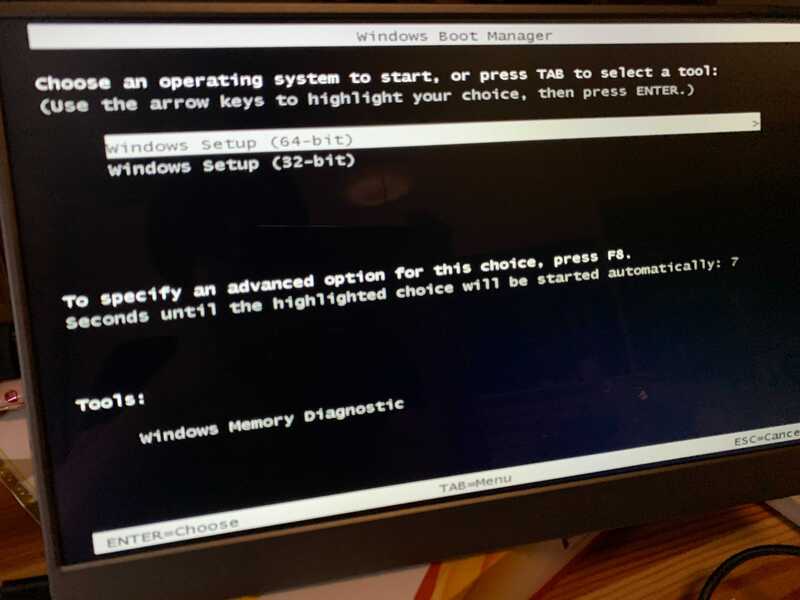 Windows Boot Manager
Choose an operating system to start, or press TAB to select a tool:
(Use the arrow keys to highlight your choice, then press ENTER.)
Windows Setup (64-bit) >
Windows Setup (32-bit)
To specify an advanced option for this choice, press F8.
Seconds until the highlighted choice will be started automatically: 7
Tools:
Windows Memory Diagnostic
ENTER=Choose TAB=Menu ESC=Cance